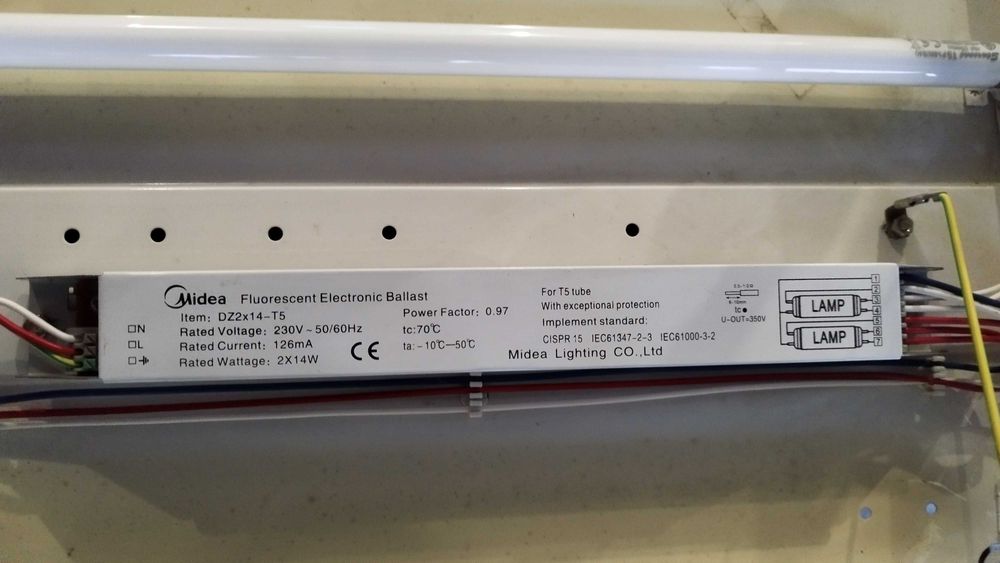 Midea Fluorescent Electronic Ballast
Item: DZ2x14-T5
Rated Voltage: 230V ~ 50/60Hz
Rated Current: 126mA
Rated Wattage: 2X14W
N
L
CE
Power Factor: 0.97
tc:70℃
ta: -10℃—50℃
For T5 tube
With exceptional protection
Implement standard:
CISPR 15 IEC61347-2-3 IEC61000-3-2
Midea Lighting CO.,Ltd
tc
U-OUT=350V
LAMP
LAMP
1
2
3
4
5
6
7